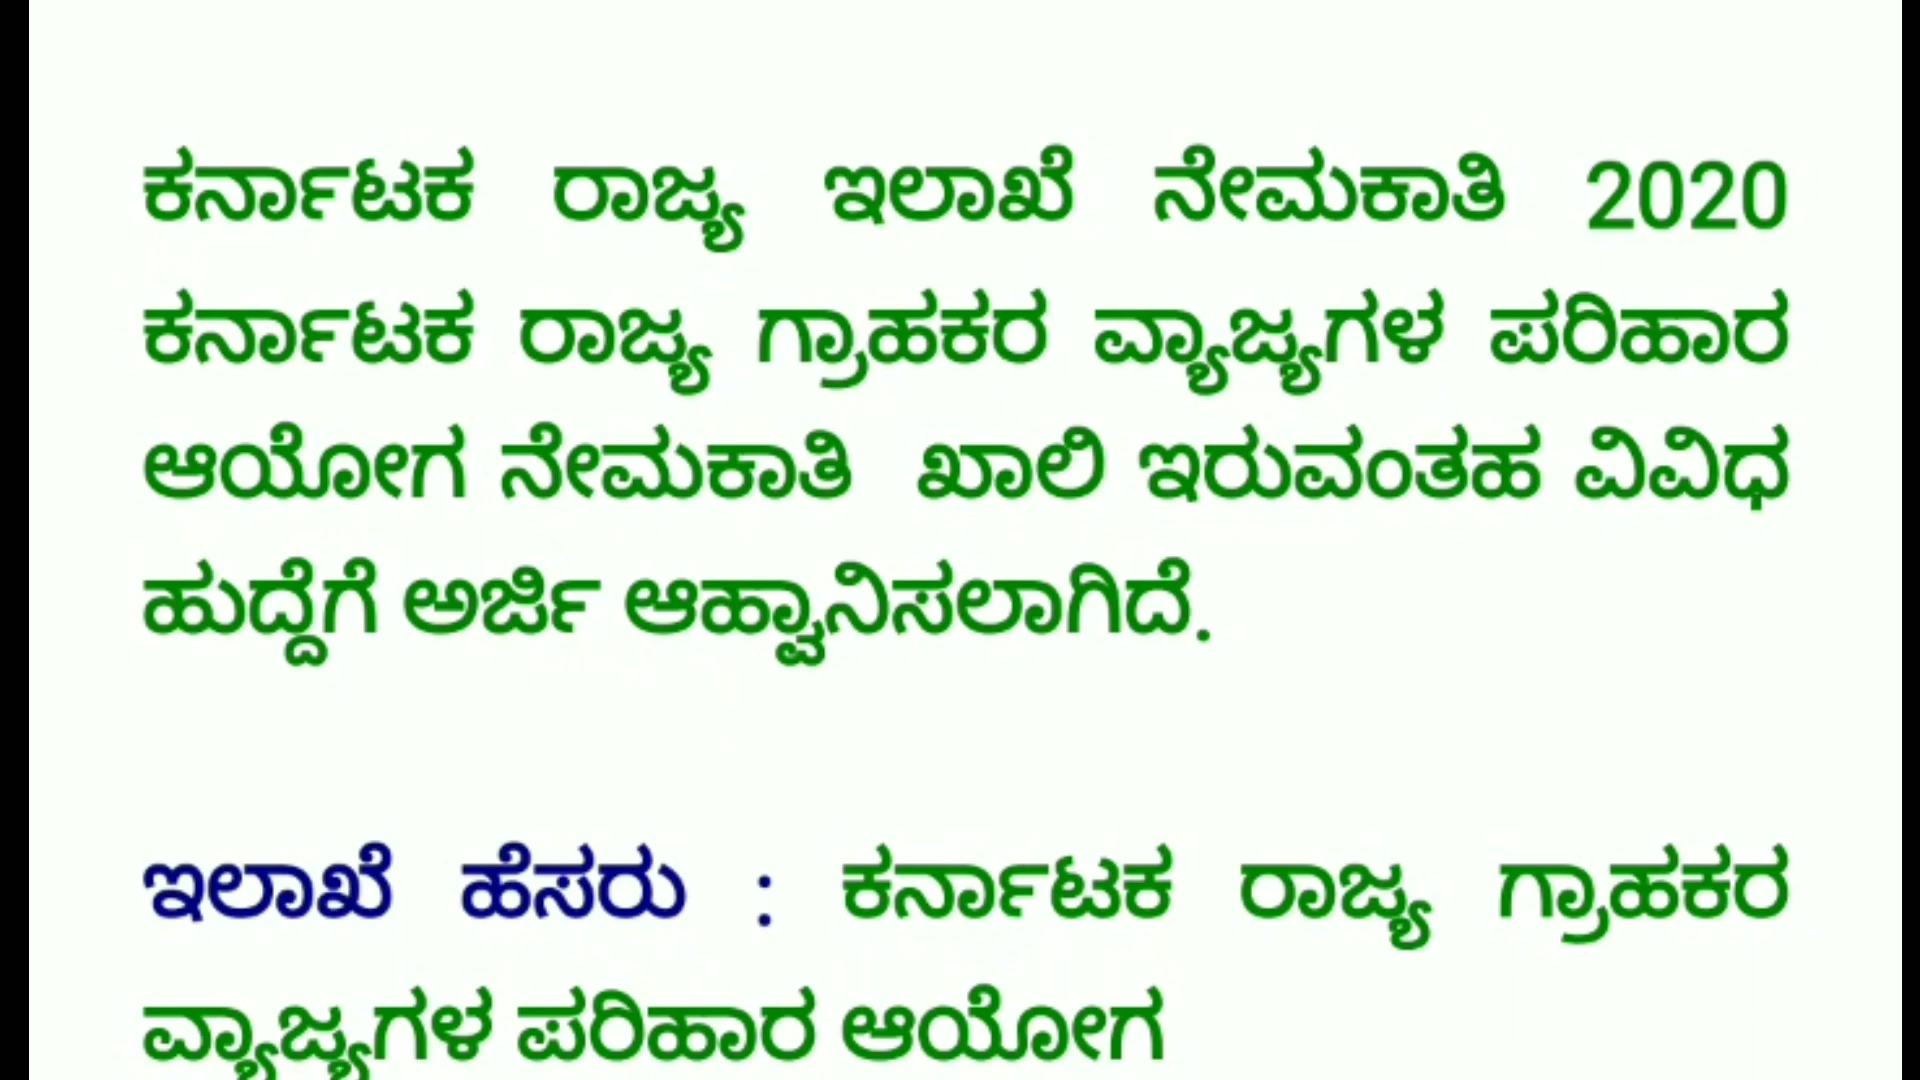 ಕರ್ನಾಟಕ ರಾಜ್ಯ ಇಲಾಖೆ ನೇಮಕಾತಿ 2020
ಕರ್ನಾಟಕ ರಾಜ್ಯ ಗ್ರಾಹಕರ ವ್ಯಾಜ್ಯಗಳ ಪರಿಹಾರ
ಆಯೋಗ ನೇಮಕಾತಿ ಖಾಲಿ ಇರುವಂತಹ ವಿವಿಧ
ಹುದ್ದೆಗೆ ಅರ್ಜಿ ಆಹ್ವಾನಿಸಲಾಗಿದೆ.
ಇಲಾಖೆ ಹೆಸರು : ಕರ್ನಾಟಕ ರಾಜ್ಯ ಗ್ರಾಹಕರ
ವ್ಯಾಜ್ಯಗಳ ಪರಿಹಾರ ಆಯೋಗ